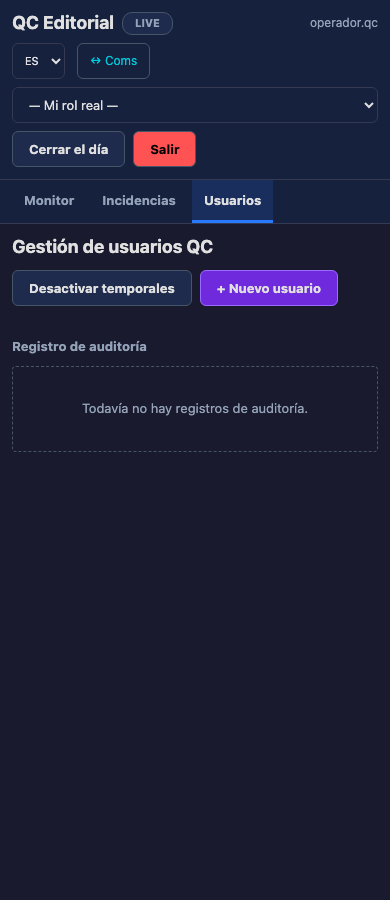 QC Editorial LIVE operador.qc
ES ↔ Coms
— Mi rol real —
Cerrar el día Salir
Monitor Incidencias Usuarios
Gestión de usuarios QC
Desactivar temporales + Nuevo usuario
Registro de auditoría
Todavía no hay registros de auditoría.